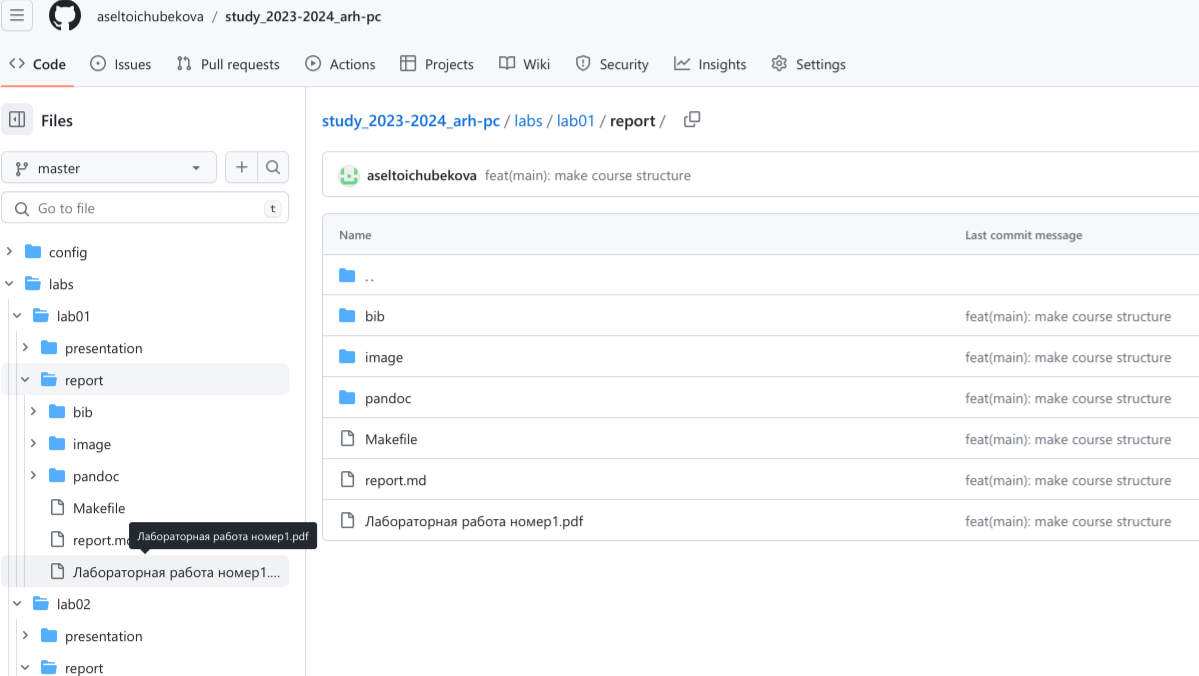 aseltoichubekova / study_2023-2024_arh-pc
Code Issues Pull requests Actions Projects Wiki Security Insights Settings
Files
master
Go to file t
config
labs
lab01
presentation
report
bib
image
pandoc
Makefile
report.md
Лабораторная работа номер1.pdf
Лабораторная работа номер1....
lab02
presentation
report
study_2023-2024_arh-pc / labs / lab01 / report /
aseltoichubekova feat(main): make course structure
Name Last commit message
..
bib feat(main): make course structure
image feat(main): make course structure
pandoc feat(main): make course structure
Makefile feat(main): make course structure
report.md feat(main): make course structure
Лабораторная работа номер1.pdf feat(main): make course structure